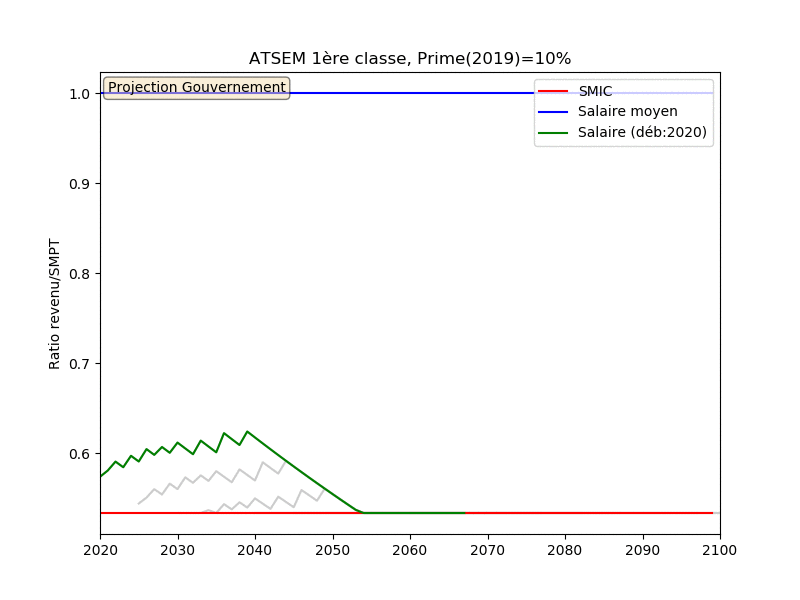 ATSEM 1ère classe, Prime(2019)=10%
Projection Gouvernement
SMIC
Salaire moyen
Salaire (déb:2020)
Ratio revenu/SMPT
1.0
0.9
0.8
0.7
0.6
2020 2030 2040 2050 2060 2070 2080 2090 2100